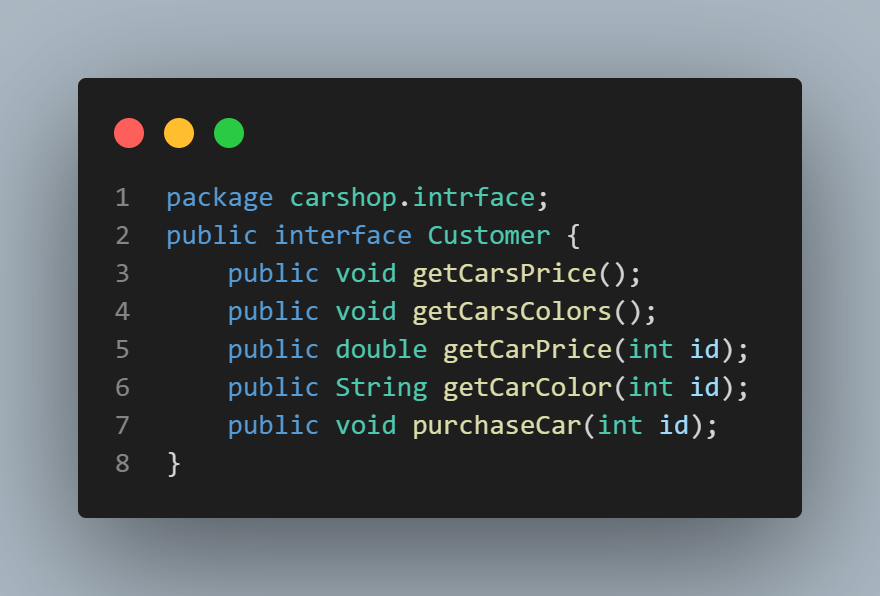 1 package carshop.intrface;
2 public interface Customer {
3     public void getCarsPrice();
4     public void getCarsColors();
5     public double getCarPrice(int id);
6     public String getCarColor(int id);
7     public void purchaseCar(int id);
8 }